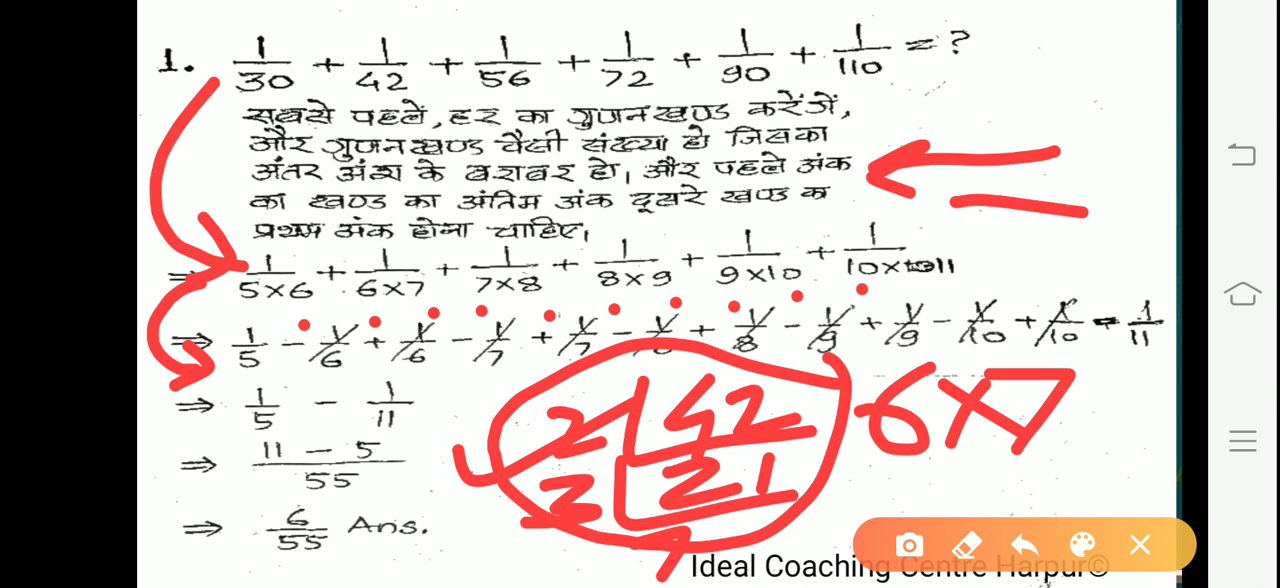 1. 1/30 + 1/42 + 1/56 + 1/72 + 1/90 + 1/110 = ?
सबसे पहले, हर का गुणनखण्ड करेंगें,
और गुणनखण्ड वैसी संख्या हो जिसका
अंतर अंश के बराबर हो। और पहले अंक
का खण्ड का अंतिम अंक दूसरे खण्ड का
प्रथम अंक होना चाहिए।
⇒ 1/5×6 + 1/6×7 + 1/7×8 + 1/8×9 + 1/9×10 + 1/10×11
⇒ 1/5 - 1/6 + 1/6 - 1/7 + 1/7 - 1/8 + 1/8 - 1/9 + 1/9 - 1/10 + 1/10 - 1/11
⇒ 1/5 - 1/11
⇒ 11 - 5/55
⇒ 6/55 Ans.
2 42
3 21
7
6×7
Ideal Coaching Centre Harpur©